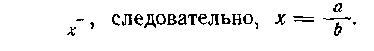 x⁻, следовательно, x = a/b.